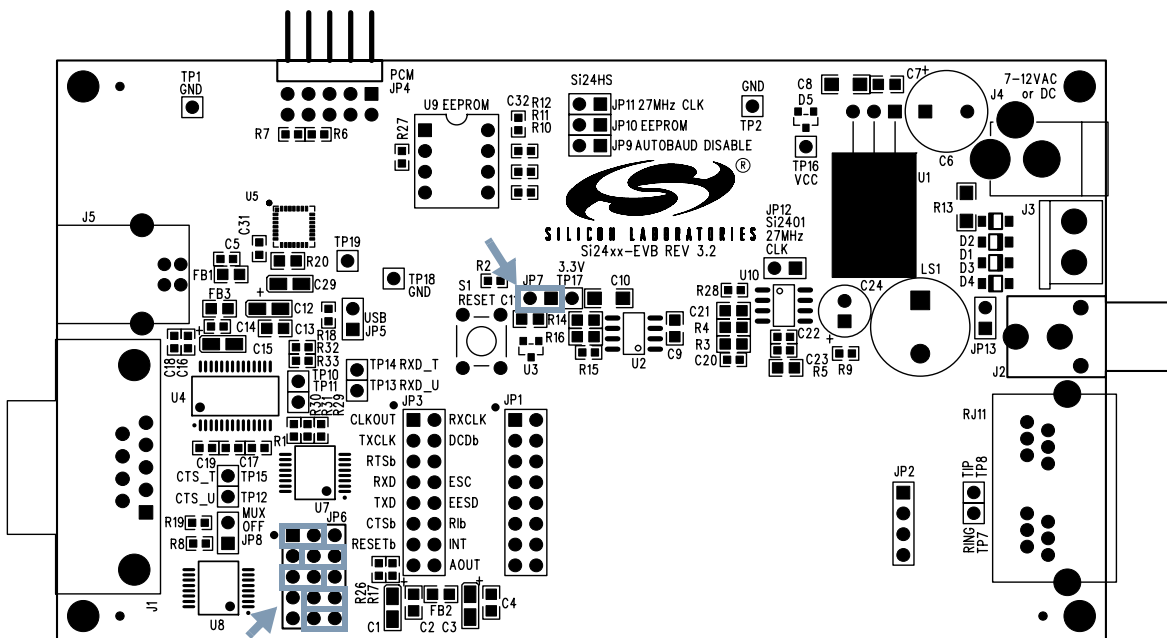 TP1
GND
PCM
JP4
U9 EEPROM
C32
R12
R11
R10
Si24HS
JP11 27MHz CLK
JP10 EEPROM
JP9 AUTOBAUD DISABLE
GND
TP2
C8
D5
TP16
VCC
C7
+
C6
7-12VAC
or DC
J4
R7
R6
R27
U1
R13
J3
®
SILICON LABORATORIES
Si24xx-EVB REV 3.2
J5
U5
C31
C5
FB1
R20
TP19
C29
TP18
GND
R2
JP7
3.3V
TP17
C10
JP12
Si2401
27MHz
CLK
U10
R28
C24
LS1
D2
D1
D3
D4
FB3
+
C12
C14
C13
C15
+
C18
C16
USB
JP5
R18
R32
R33
S1
RESET
C11
R14
R16
U3
R15
U2
C9
C21
R4
R3
C20
C22
C23
R5
+
R9
JP13
J2
TP10
TP11
TP14 RXD_T
TP13 RXD_U
U4
R30
R31
R29
R1
JP3
JP1
CLKOUT
RXCLK
TXCLK
DCDb
RTSb
RXD
ESC
TXD
EESD
CTSb
RIb
RESETb
INT
AOUT
C19
C17
CTS_T
TP15
CTS_U
TP12
U7
R19
MUX
OFF
R8
JP8
JP6
J1
U8
R26
R17
+
C1
C2
FB2
C3
+
C4
JP2
RJ11
TIP
TP8
RING
TP7